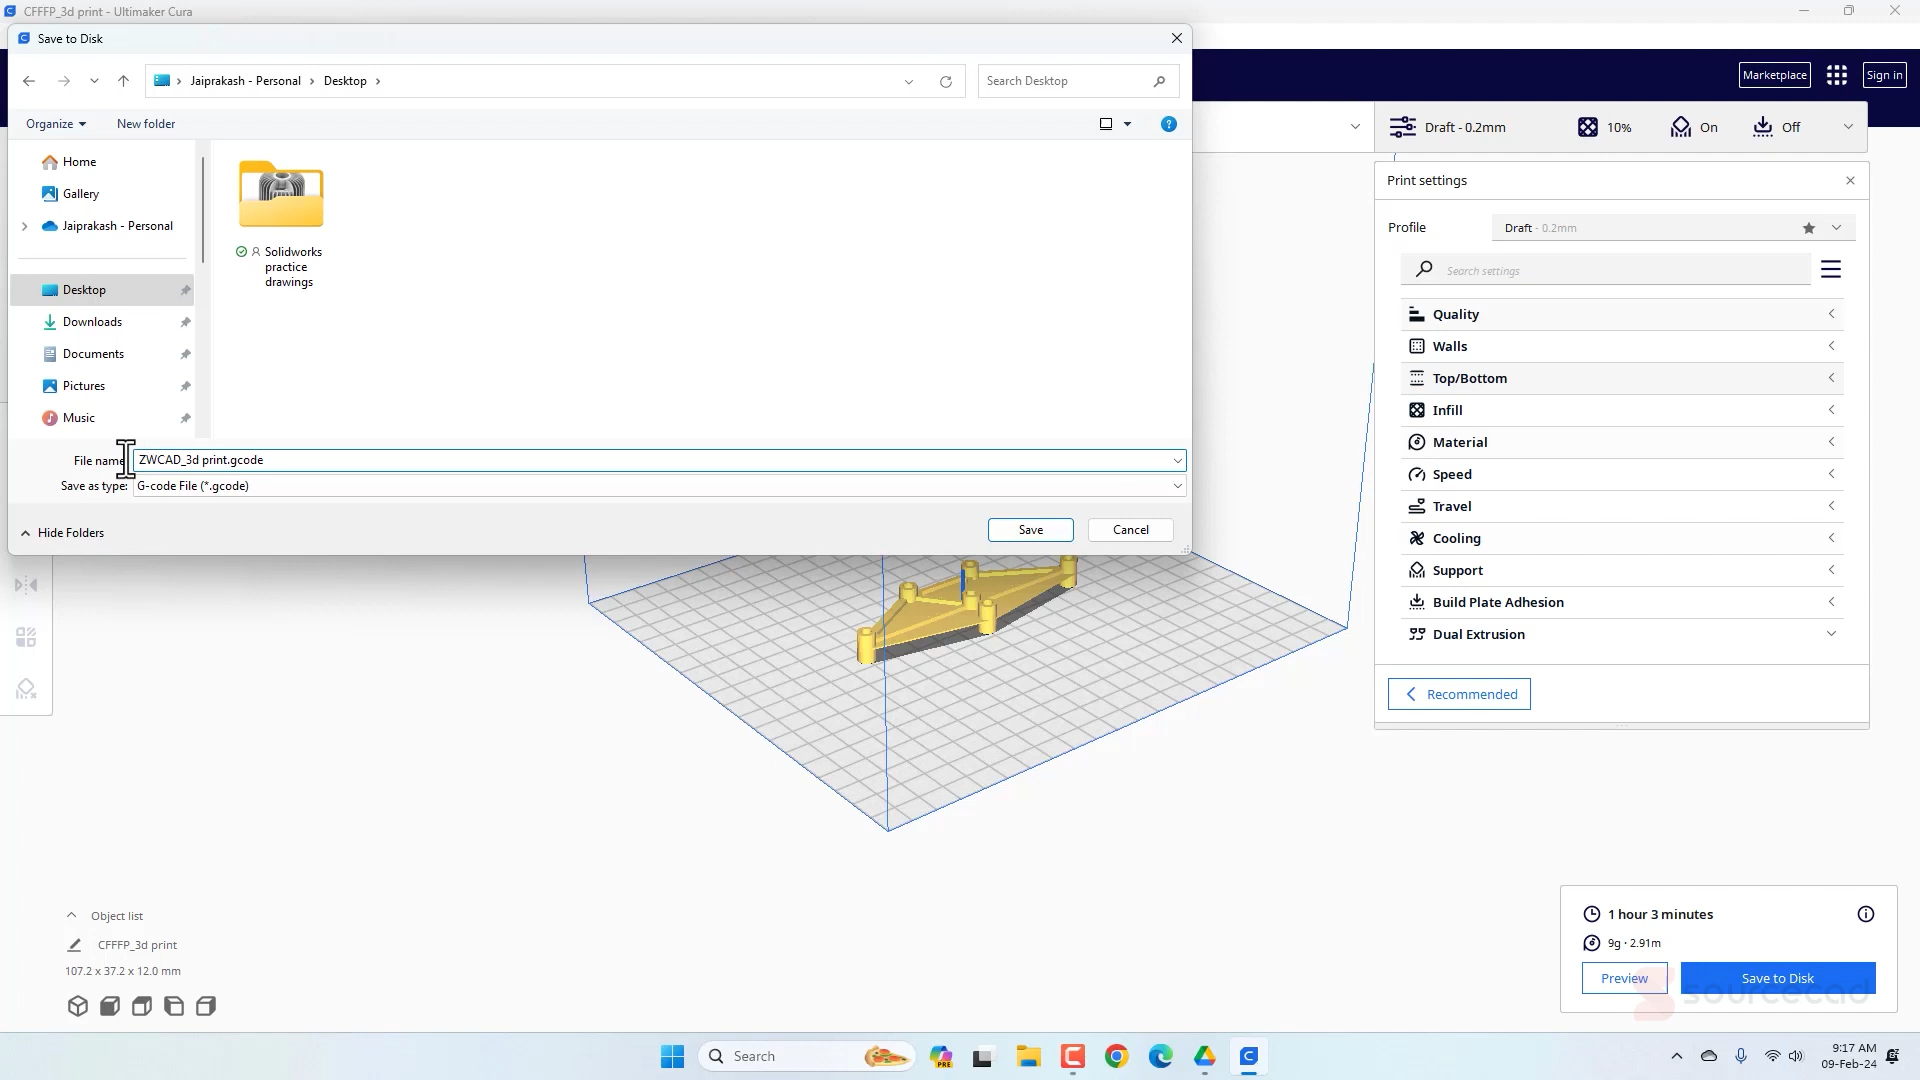 CFFFP_3d print - Ultimaker Cura
Save to Disk
Jaiprakash - Personal > Desktop >
Search Desktop
Marketplace
Sign in
Organize
New folder
Draft - 0.2mm
10%
On
Off
Home
Gallery
Jaiprakash - Personal
Desktop
Downloads
Documents
Pictures
Music
Solidworks
practice
drawings
File name
ZWCAD_3d print.gcode
Save as type:
G-code File (*.gcode)
Hide Folders
Save
Cancel
Print settings
Profile
Draft - 0.2mm
Search settings
Quality
Walls
Top/Bottom
Infill
Material
Speed
Travel
Cooling
Support
Build Plate Adhesion
Dual Extrusion
Recommended
Object list
CFFFP_3d print
107.2 x 37.2 x 12.0 mm
1 hour 3 minutes
9g · 2.91m
Preview
Save to Disk
sourcecad
Search
PRE
9:17 AM
09-Feb-24